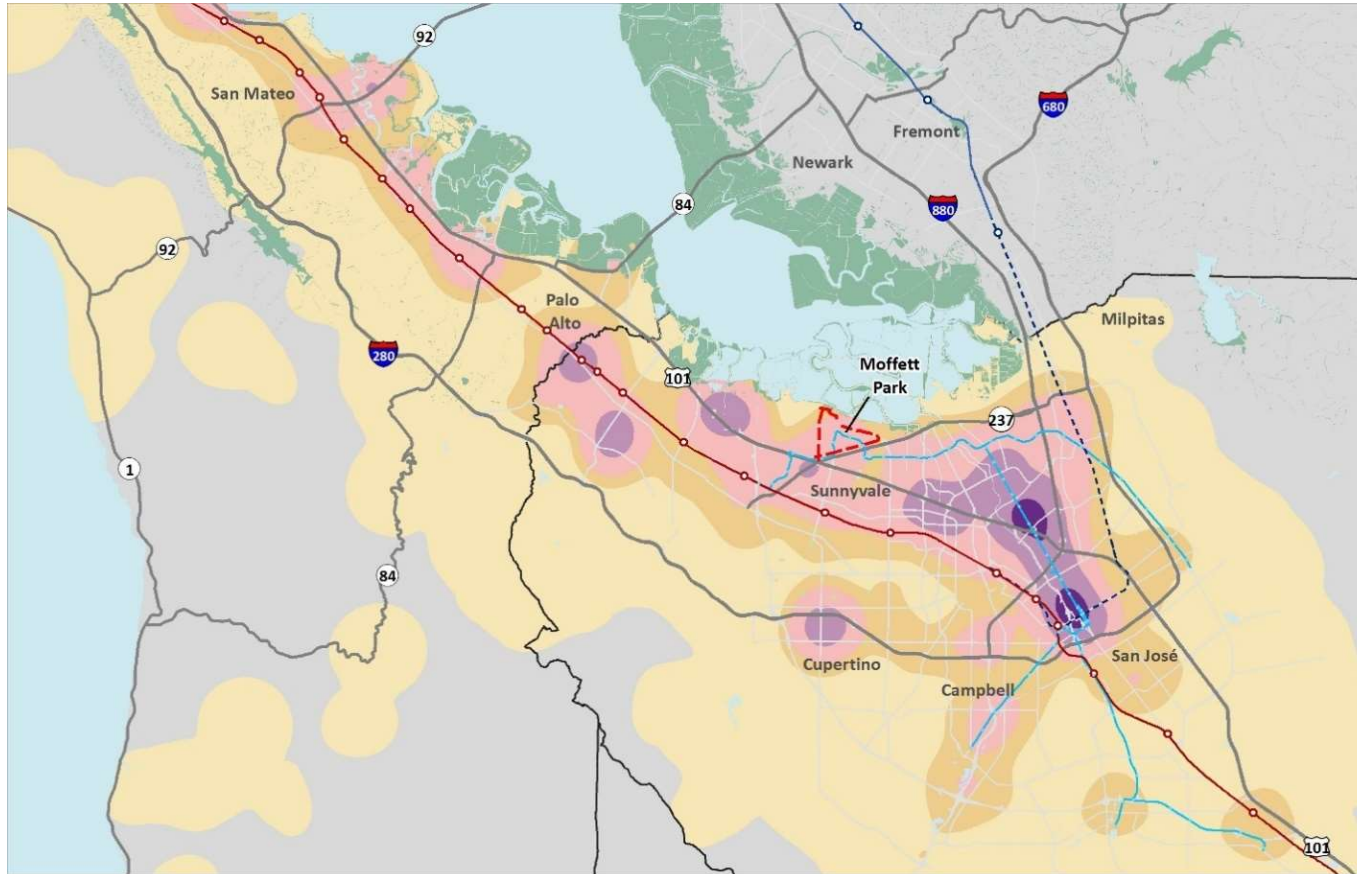 92
San Mateo
680
Fremont
Newark
84
880
92
Palo
Alto
Milpitas
280
Moffett
Park
101
237
1
Sunnyvale
84
Cupertino
San José
Campbell
101